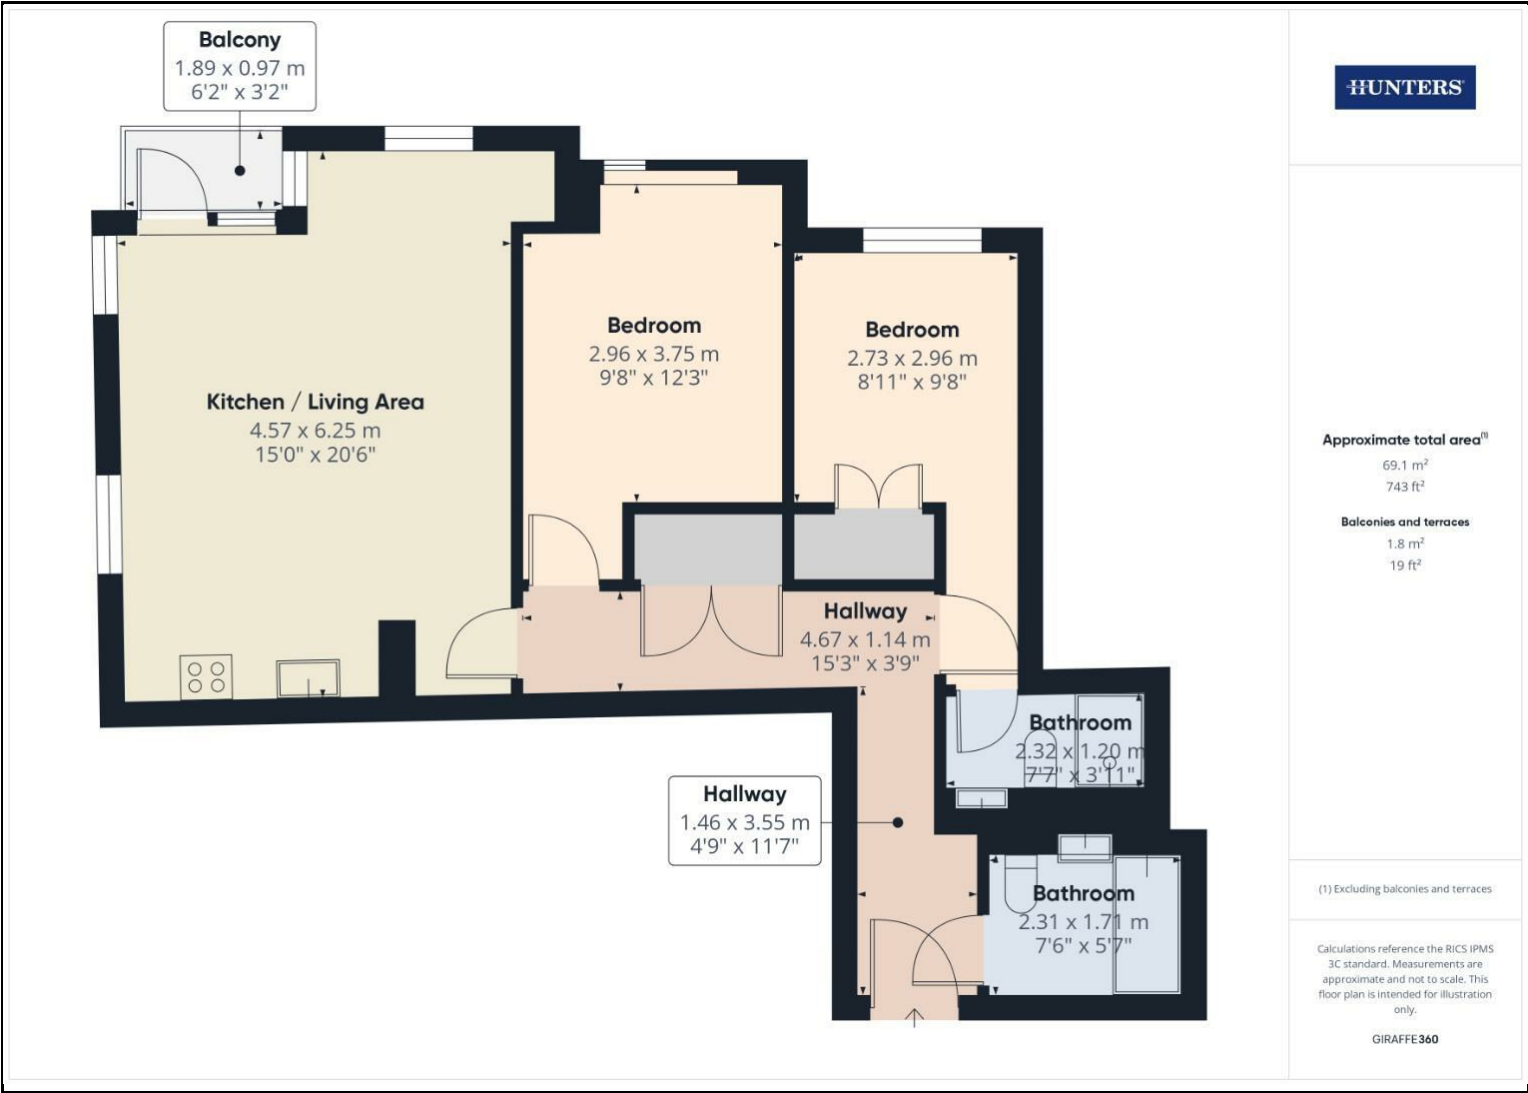 Balcony
1.89 x 0.97 m
6'2" x 3'2"
Kitchen / Living Area
4.57 x 6.25 m
15'0" x 20'6"
Bedroom
2.96 x 3.75 m
9'8" x 12'3"
Bedroom
2.73 x 2.96 m
8'11" x 9'8"
Hallway
4.67 x 1.14 m
15'3" x 3'9"
Bathroom
2.32 x 1.20 m
7'7" x 3'11"
Hallway
1.46 x 3.55 m
4'9" x 11'7"
Bathroom
2.31 x 1.71 m
7'6" x 5'7"
HUNTERS
Approximate total area(1)
69.1 m²
743 ft²
Balconies and terraces
1.8 m²
19 ft²
(1) Excluding balconies and terraces
Calculations reference the RICS IPMS
3C standard. Measurements are
approximate and not to scale. This
floor plan is intended for illustration
only.
GIRAFFE360